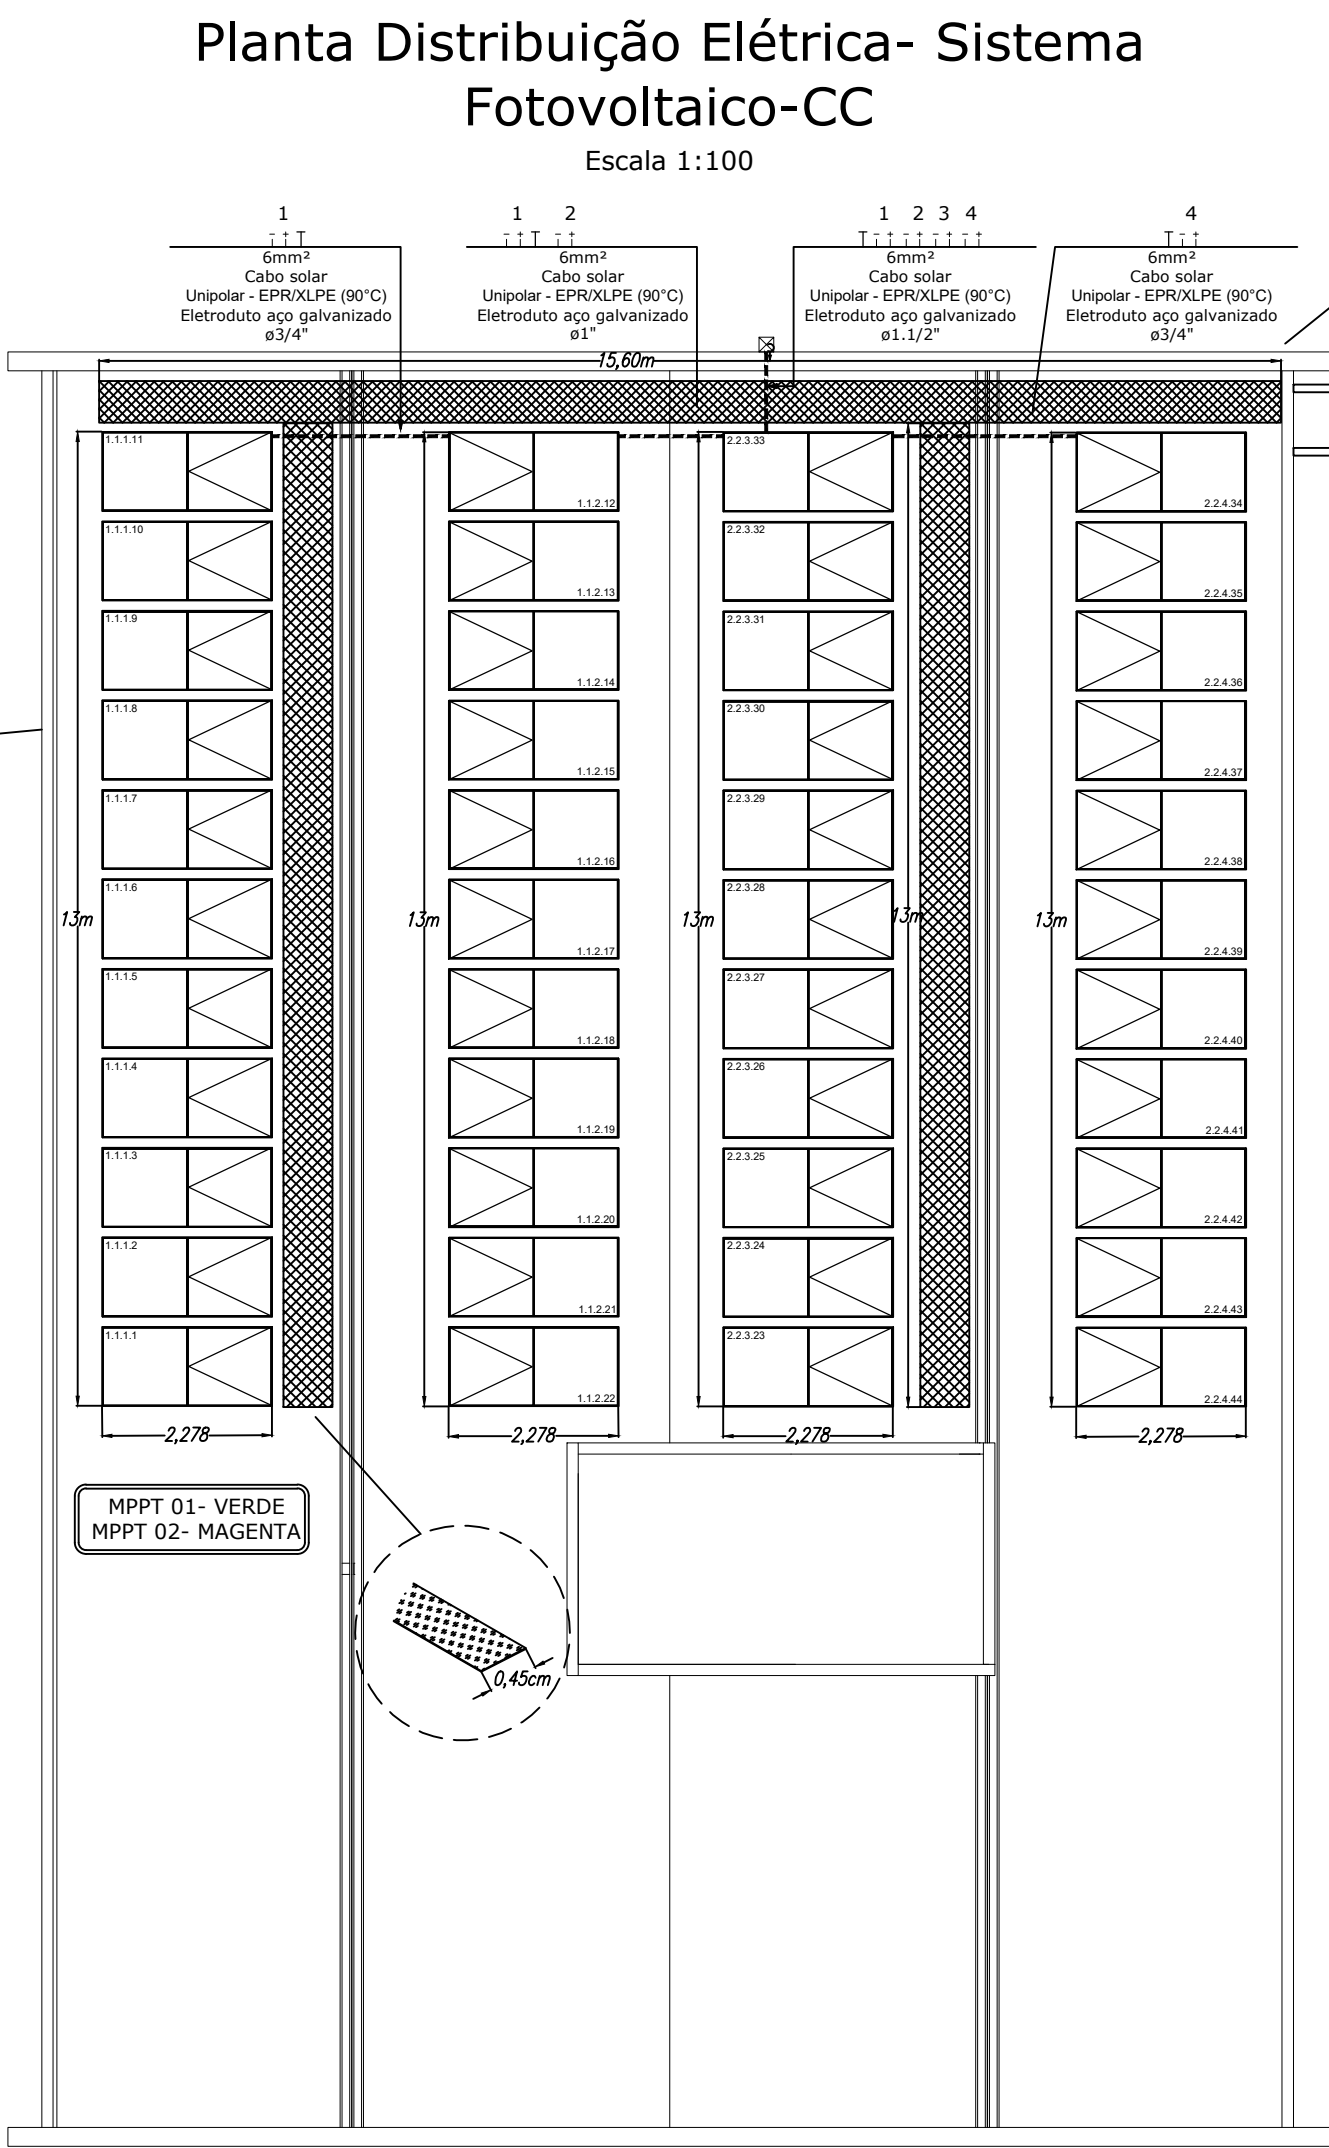 Planta Distribuição Elétrica- Sistema
Fotovoltaico-CC
Escala 1:100
1
- + T
6mm²
Cabo solar
Unipolar - EPR/XLPE (90°C)
Eletroduto aço galvanizado
ø3/4"
1 2
- + T - +
6mm²
Cabo solar
Unipolar - EPR/XLPE (90°C)
Eletroduto aço galvanizado
ø1"
1 2 3 4
T - + - + - + - +
6mm²
Cabo solar
Unipolar - EPR/XLPE (90°C)
Eletroduto aço galvanizado
ø1.1/2"
4
T - +
6mm²
Cabo solar
Unipolar - EPR/XLPE (90°C)
Eletroduto aço galvanizado
ø3/4"
15,60m
1.1.1.11
1.1.1.10
1.1.1.9
1.1.1.8
1.1.1.7
1.1.1.6
1.1.1.5
1.1.1.4
1.1.1.3
1.1.1.2
1.1.1.1
13m
2,278
1.1.2.12
1.1.2.13
1.1.2.14
1.1.2.15
1.1.2.16
1.1.2.17
1.1.2.18
1.1.2.19
1.1.2.20
1.1.2.21
1.1.2.22
13m
2,278
2.2.3.33
2.2.3.32
2.2.3.31
2.2.3.30
2.2.3.29
2.2.3.28
2.2.3.27
2.2.3.26
2.2.3.25
2.2.3.24
2.2.3.23
13m
2,278
13m
2.2.4.34
2.2.4.35
2.2.4.36
2.2.4.37
2.2.4.38
2.2.4.39
2.2.4.40
2.2.4.41
2.2.4.42
2.2.4.43
2.2.4.44
13m
2,278
MPPT 01- VERDE
MPPT 02- MAGENTA
0,45cm